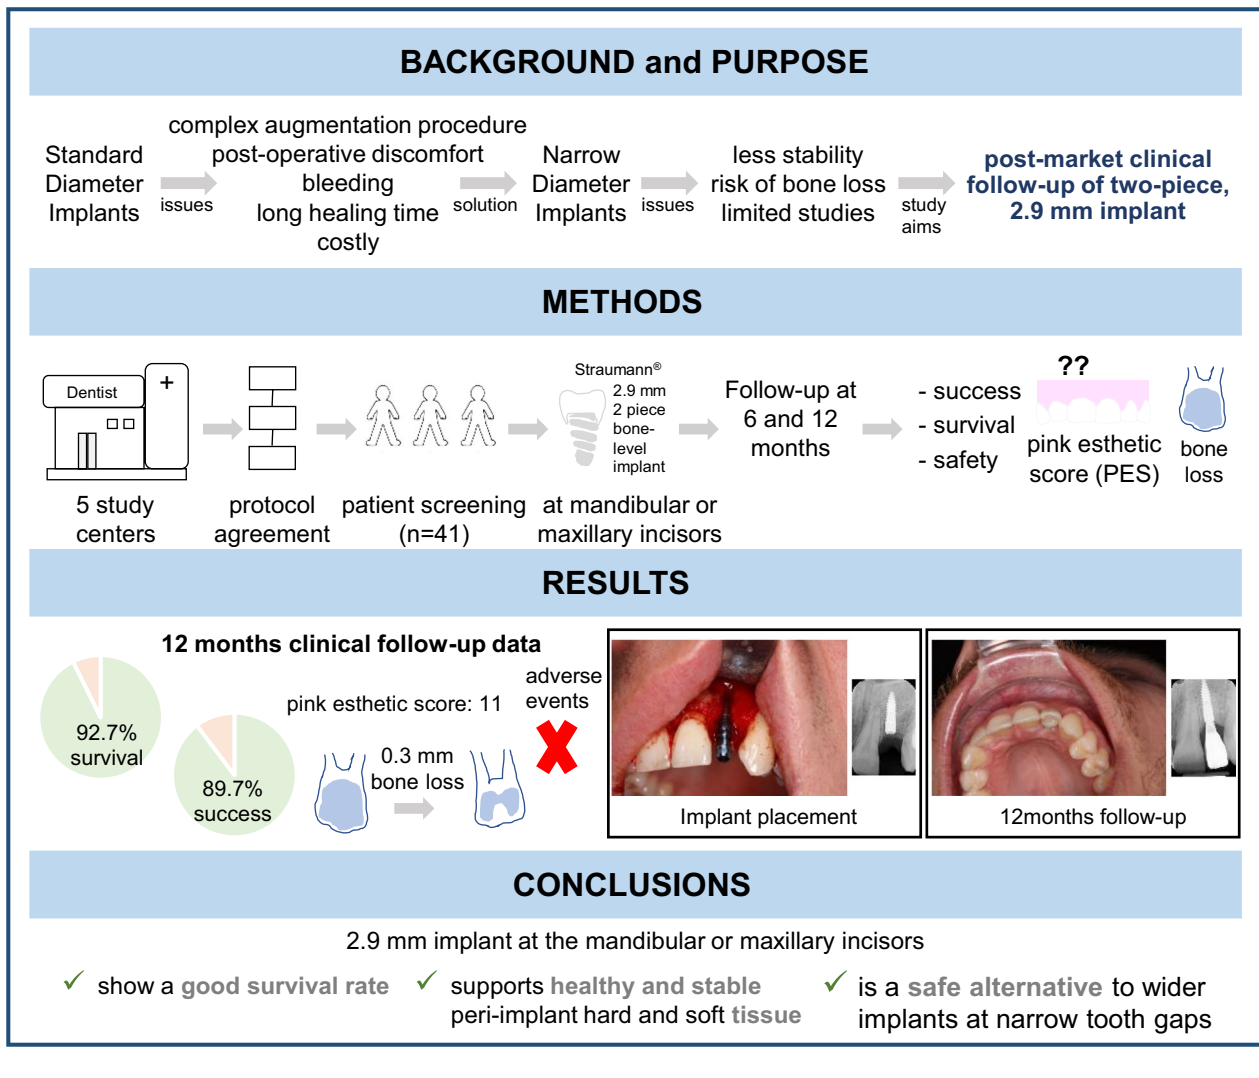 BACKGROUND and PURPOSE
Standard
Diameter
Implants
issues
complex augmentation procedure
post-operative discomfort
bleeding
long healing time
costly
solution
Narrow
Diameter
Implants
issues
less stability
risk of bone loss
limited studies
study
aims
post-market clinical
follow-up of two-piece,
2.9 mm implant
METHODS
Dentist
+
5 study
centers
protocol
agreement
patient screening
(n=41)
Straumann®
2.9 mm
2 piece
bone-
level
implant
at mandibular or
maxillary incisors
Follow-up at
6 and 12
months
- success
- survival
- safety
??
pink esthetic
score (PES)
bone
loss
RESULTS
12 months clinical follow-up data
92.7%
survival
89.7%
success
pink esthetic score: 11
0.3 mm
bone loss
adverse
events
Implant placement
12months follow-up
CONCLUSIONS
2.9 mm implant at the mandibular or maxillary incisors
✓ show a good survival rate
✓ supports healthy and stable
peri-implant hard and soft tissue
✓ is a safe alternative to wider
implants at narrow tooth gaps